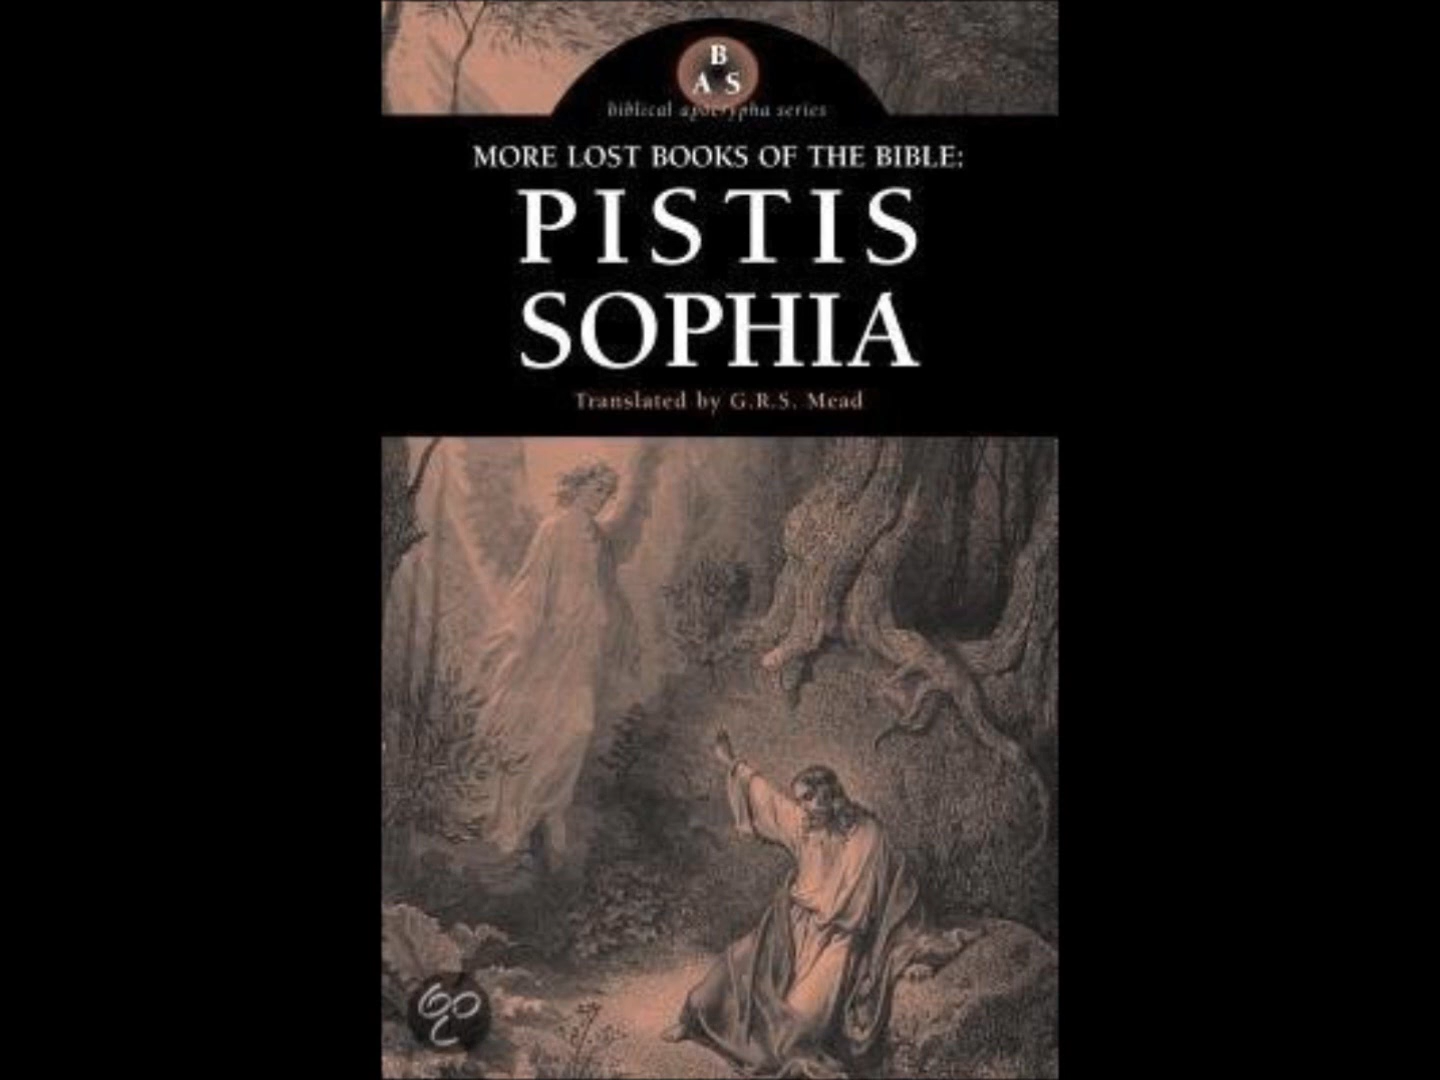 B
A S
biblical apocrypha series
MORE LOST BOOKS OF THE BIBLE:
PISTIS
SOPHIA
Translated by G.R.S. Mead